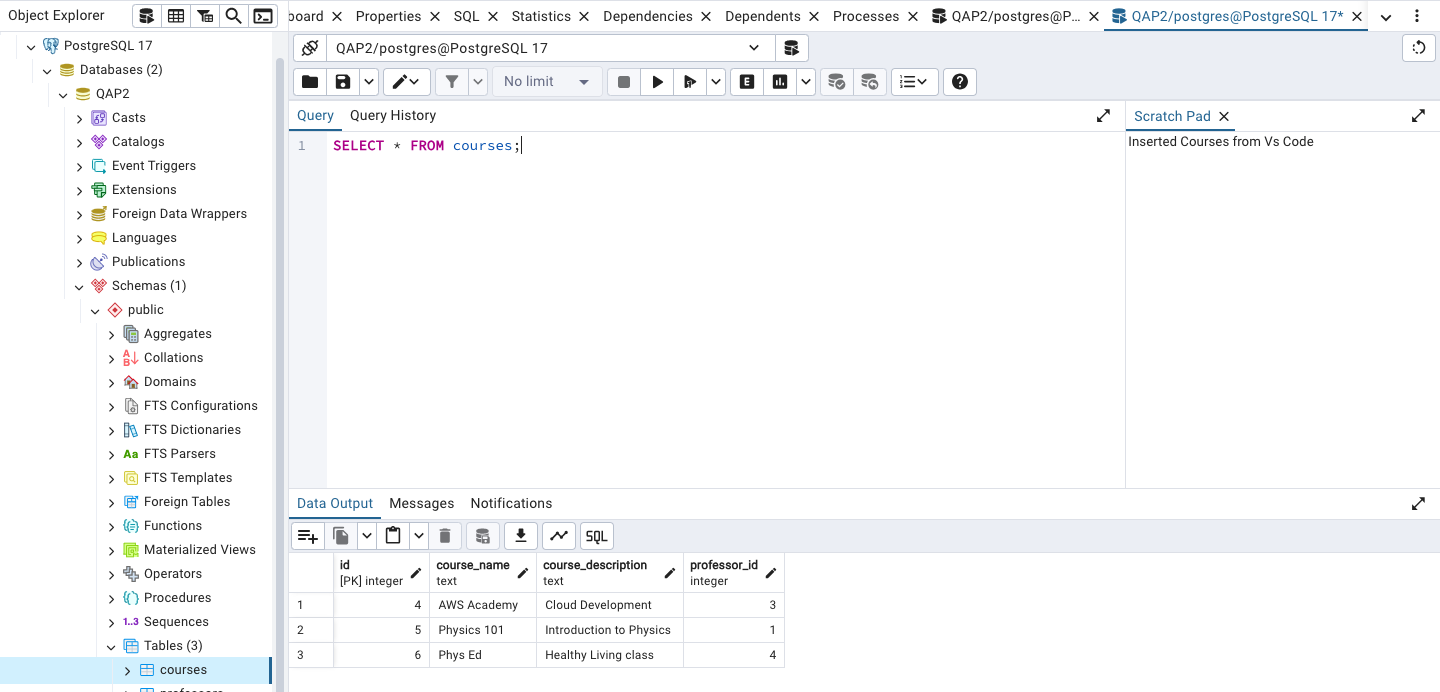 Object Explorer
board
Properties
SQL
Statistics
Dependencies
Dependents
Processes
QAP2/postgres@P...
QAP2/postgres@PostgreSQL 17*
PostgreSQL 17
Databases (2)
QAP2
Casts
Catalogs
Event Triggers
Extensions
Foreign Data Wrappers
Languages
Publications
Schemas (1)
public
Aggregates
Collations
Domains
FTS Configurations
FTS Dictionaries
Aa FTS Parsers
FTS Templates
Foreign Tables
Functions
Materialized Views
Operators
Procedures
1..3 Sequences
Tables (3)
courses
professors
QAP2/postgres@PostgreSQL 17
No limit
E
Query
Query History
1 SELECT * FROM courses;
Scratch Pad
Inserted Courses from Vs Code
Data Output
Messages
Notifications
SQL
id course_name course_description professor_id
[PK] integer text text integer
1 4 AWS Academy Cloud Development 3
2 5 Physics 101 Introduction to Physics 1
3 6 Phys Ed Healthy Living class 4